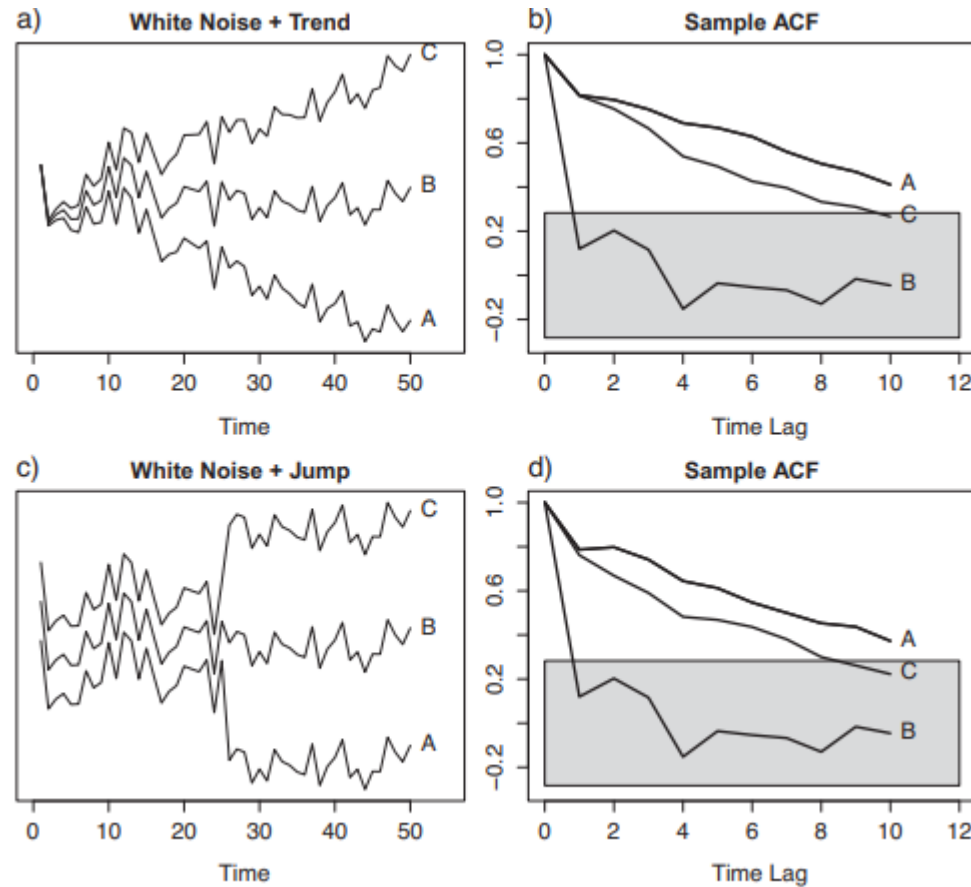 a) White Noise + Trend
C
B
A
0 10 20 30 40 50
Time
b) Sample ACF
1.0
0.6
0.2
−0.2
A
C
B
0 2 4 6 8 10 12
Time Lag
c) White Noise + Jump
C
B
A
0 10 20 30 40 50
Time
d) Sample ACF
1.0
0.6
0.2
−0.2
A
C
B
0 2 4 6 8 10 12
Time Lag